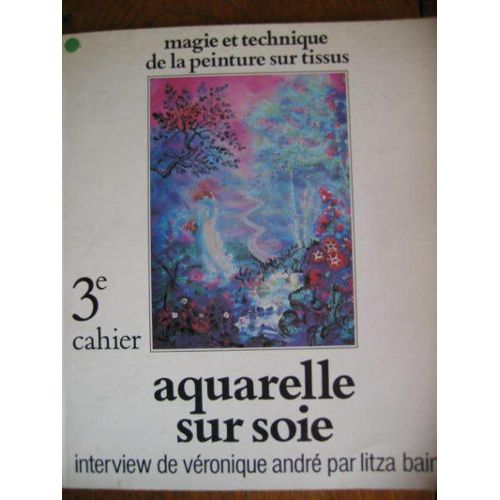 magie et technique
de la peinture sur tissus
3e
cahier
aquarelle
sur soie
interview de véronique andré par litza bain